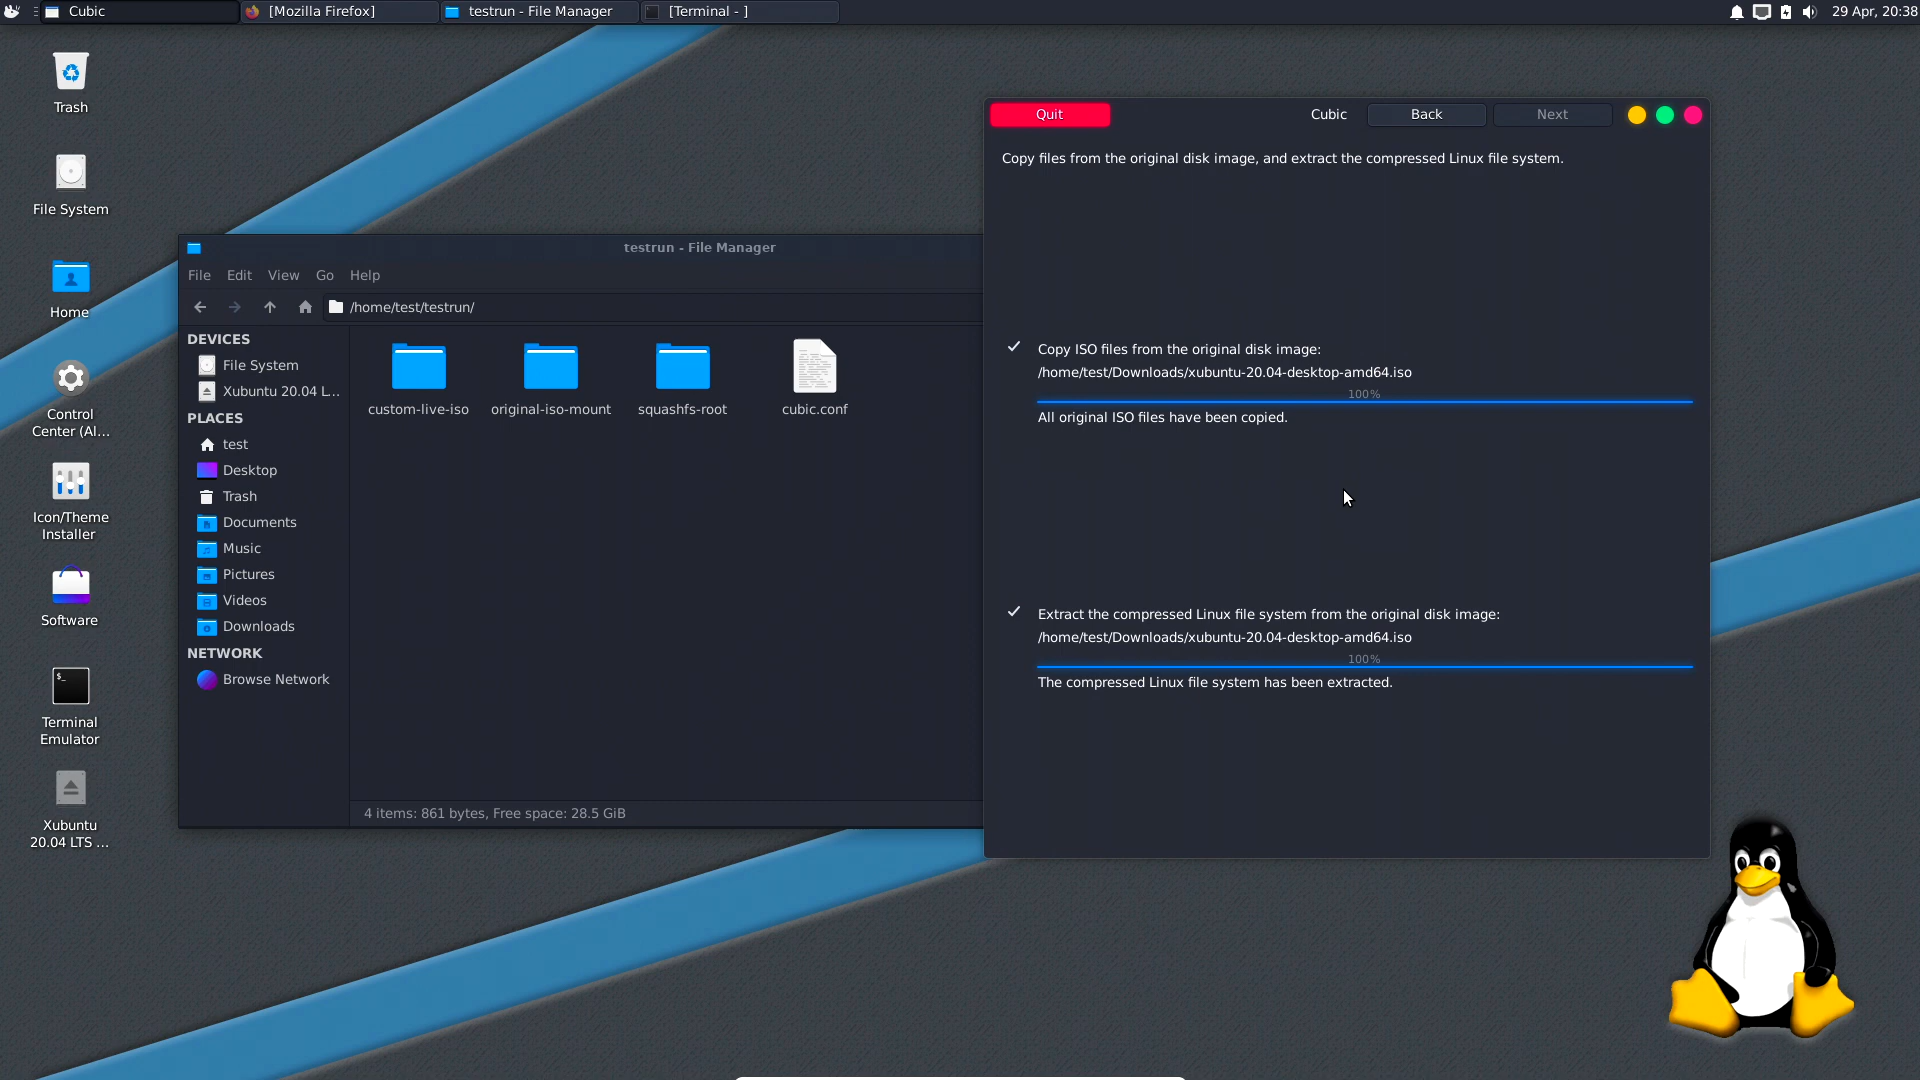 Cubic
[Mozilla Firefox]
testrun - File Manager
[Terminal - ]
29 Apr, 20:38
Trash
File System
Home
Control
Center (Al...
Icon/Theme
Installer
Software
$_
Terminal
Emulator
Xubuntu
20.04 LTS ...
testrun - File Manager
File
Edit
View
Go
Help
/home/test/testrun/
DEVICES
File System
Xubuntu 20.04 L...
PLACES
test
Desktop
Trash
Documents
Music
Pictures
Videos
Downloads
NETWORK
Browse Network
custom-live-iso
original-iso-mount
squashfs-root
cubic.conf
4 items: 861 bytes, Free space: 28.5 GiB
Quit
Cubic
Back
Next
Copy files from the original disk image, and extract the compressed Linux file system.
Copy ISO files from the original disk image:
/home/test/Downloads/xubuntu-20.04-desktop-amd64.iso
100%
All original ISO files have been copied.
Extract the compressed Linux file system from the original disk image:
/home/test/Downloads/xubuntu-20.04-desktop-amd64.iso
100%
The compressed Linux file system has been extracted.